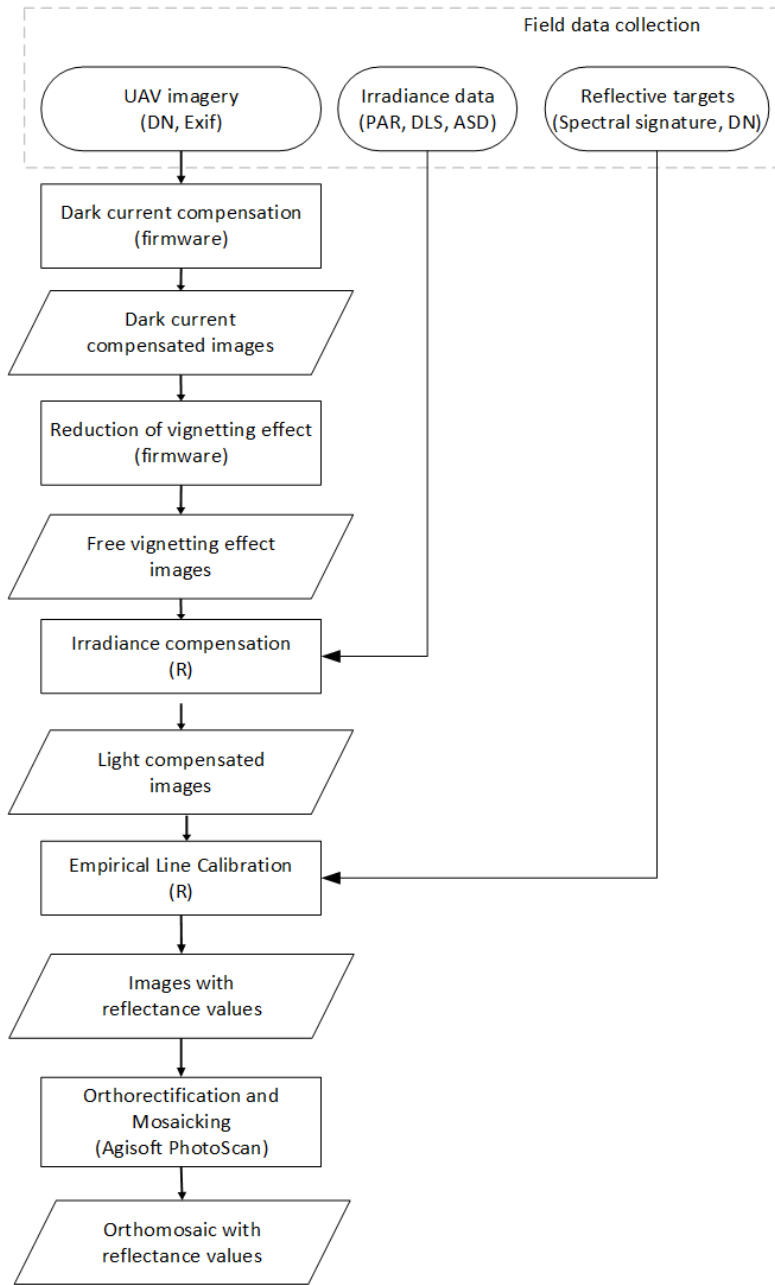 Field data collection
UAV imagery
(DN, Exif)
Irradiance data
(PAR, DLS, ASD)
Reflective targets
(Spectral signature, DN)
Dark current compensation
(firmware)
Dark current
compensated images
Reduction of vignetting effect
(firmware)
Free vignetting effect
images
Irradiance compensation
(R)
Light compensated
images
Empirical Line Calibration
(R)
Images with
reflectance values
Orthorectification and
Mosaicking
(Agisoft PhotoScan)
Orthomosaic with
reflectance values